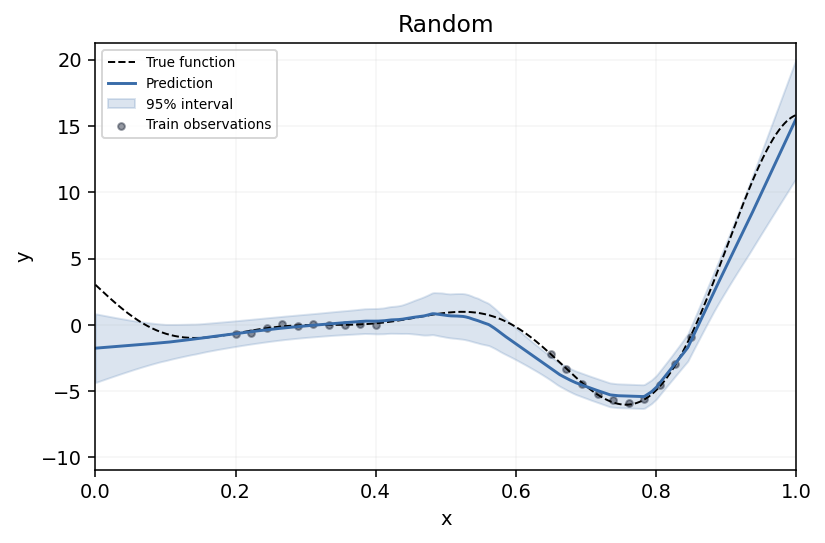 Random
True function
Prediction
95% interval
Train observations
20
15
10
5
0
−5
−10
y
0.0 0.2 0.4 0.6 0.8 1.0
x